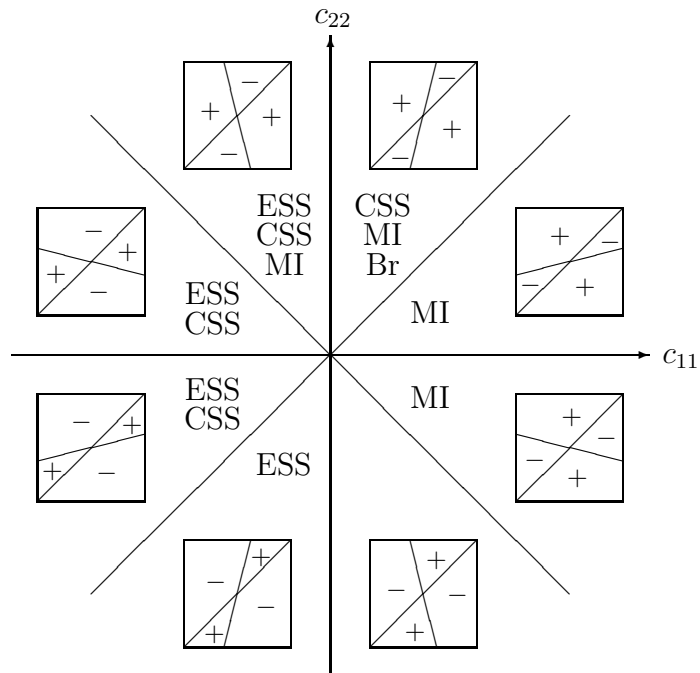 c₂₂
− −
+ + + +
− −
ESS CSS
− CSS MI + −
+ MI Br
+ − ESS − +
CSS MI
c₁₁
ESS MI
− + CSS + −
+ − − +
ESS
+ +
− − − −
+ +